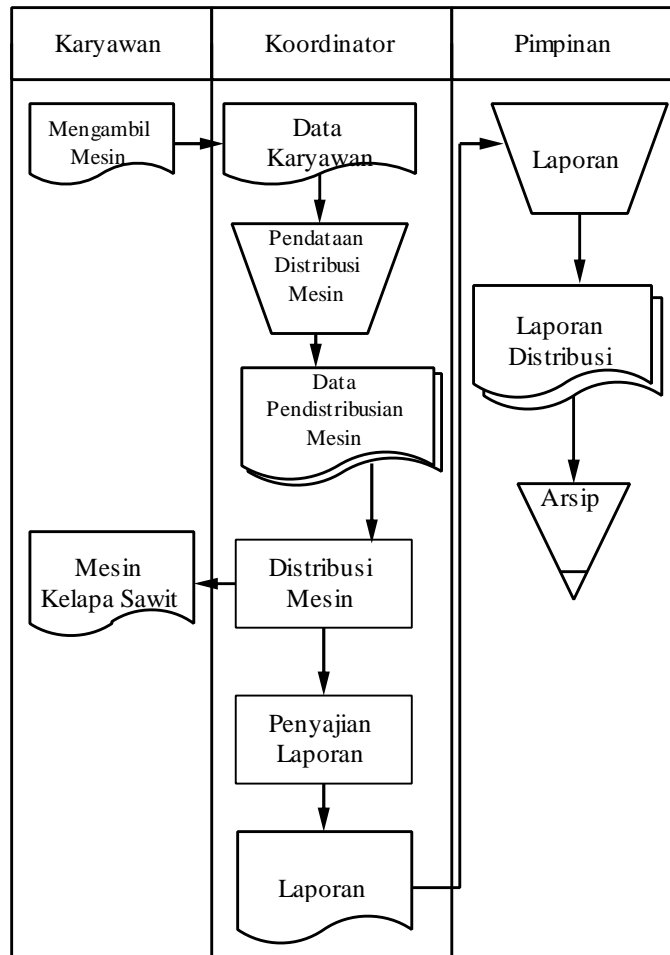 Karyawan
Koordinator
Pimpinan
Mengambil
Mesin
Data
Karyawan
Laporan
Pendataan
Distribusi
Mesin
Laporan
Distribusi
Data
Pendistribusian
Mesin
Arsip
Mesin
Kelapa Sawit
Distribusi
Mesin
Penyajian
Laporan
Laporan